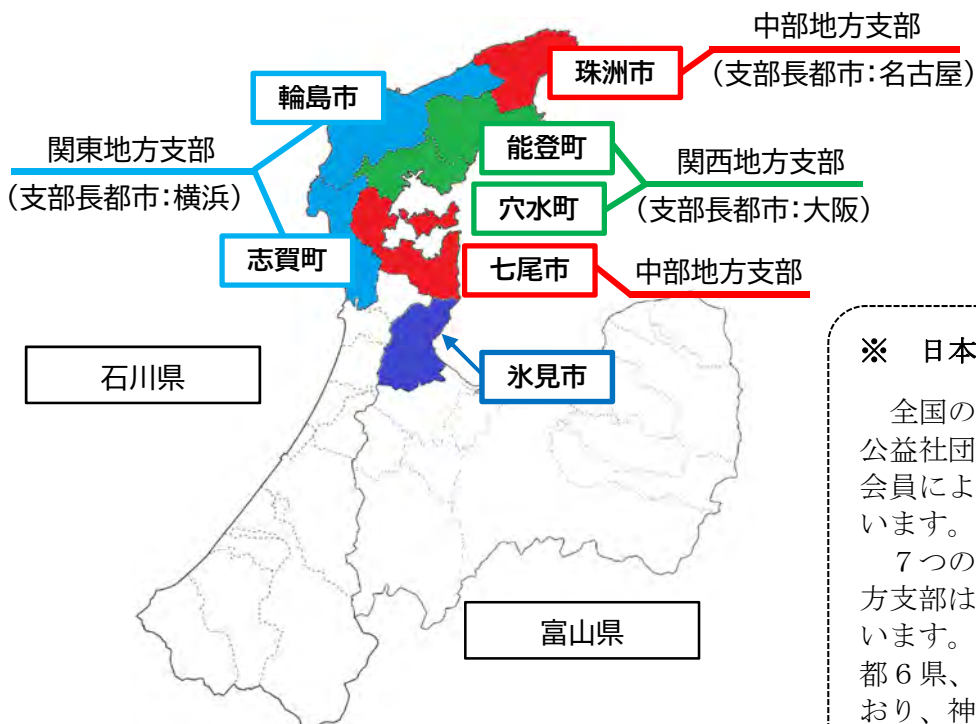 中部地方支部
珠洲市
(支部長都市:名古屋)
輪島市
関東地方支部
(支部長都市:横浜)
能登町
関西地方支部
穴水町
(支部長都市:大阪)
志賀町
七尾市
中部地方支部
石川県
氷見市
富山県
※ 日本
全国の
公益社団
会員によ
います。
7つの
方支部は
います。
都6県、
おり、神